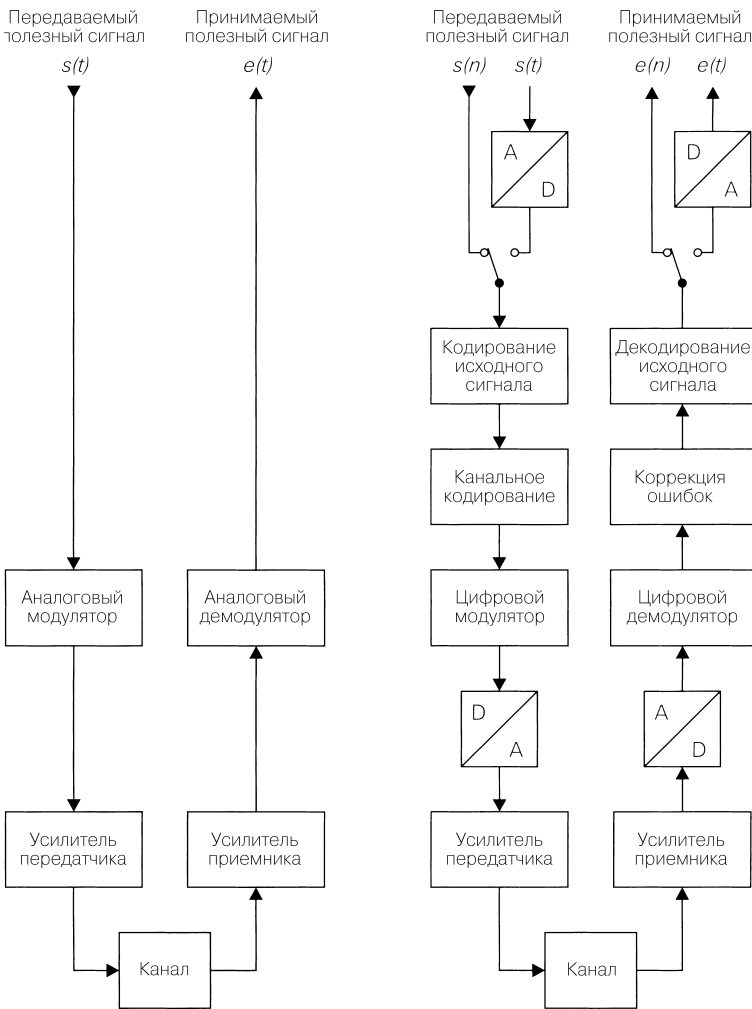 Передаваемый
полезный сигнал
s(t)
Принимаемый
полезный сигнал
e(t)
Аналоговый
модулятор
Аналоговый
демодулятор
Усилитель
передатчика
Усилитель
приемника
Канал
Передаваемый
полезный сигнал
s(n) s(t)
Принимаемый
полезный сигнал
e(n) e(t)
A
D
D
A
Кодирование
исходного
сигнала
Декодирование
исходного
сигнала
Канальное
кодирование
Коррекция
ошибок
Цифровой
модулятор
Цифровой
демодулятор
D
A
A
D
Усилитель
передатчика
Усилитель
приемника
Канал